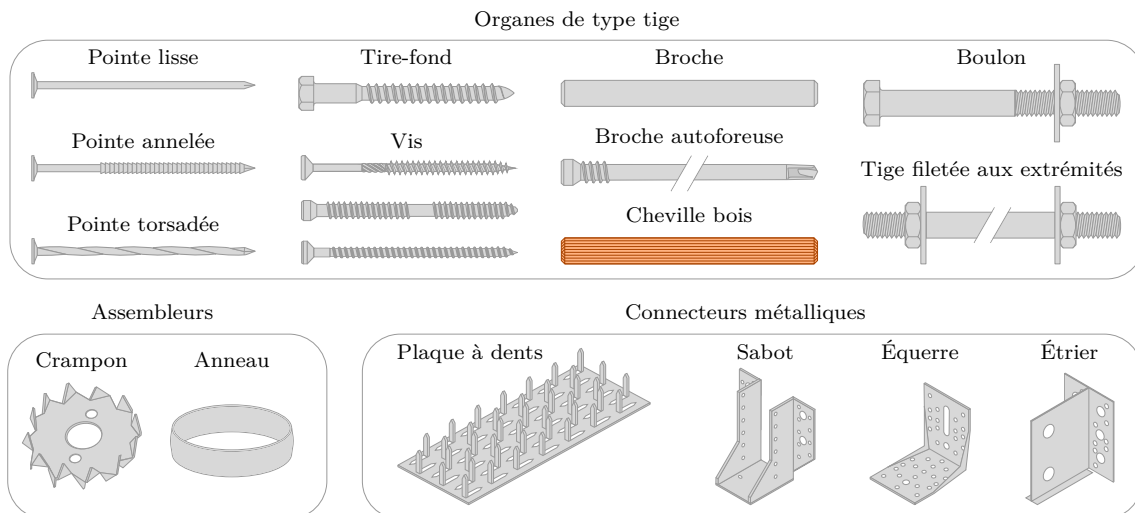 Organes de type tige
Pointe lisse
Tire-fond
Broche
Boulon
Pointe annelée
Vis
Broche autoforeuse
Tige filetée aux extrémités
Pointe torsadée
Cheville bois
Assembleurs
Connecteurs métalliques
Crampon
Anneau
Plaque à dents
Sabot
Équerre
Étrier